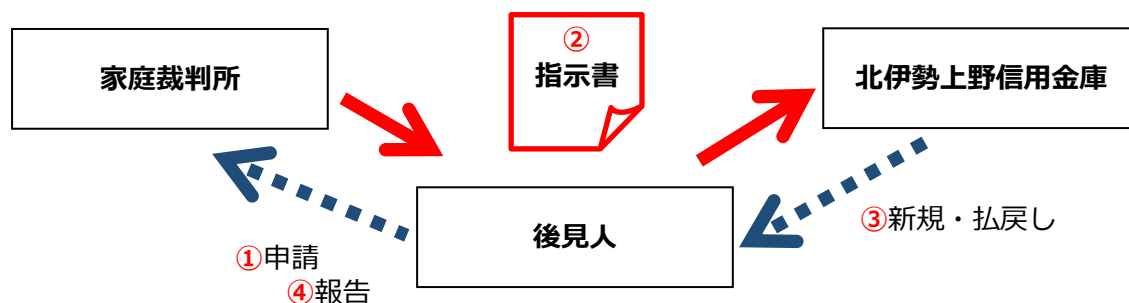 家庭裁判所
②
指示書
北伊勢上野信用金庫
後見人
③新規・払戻し
①申請
④報告